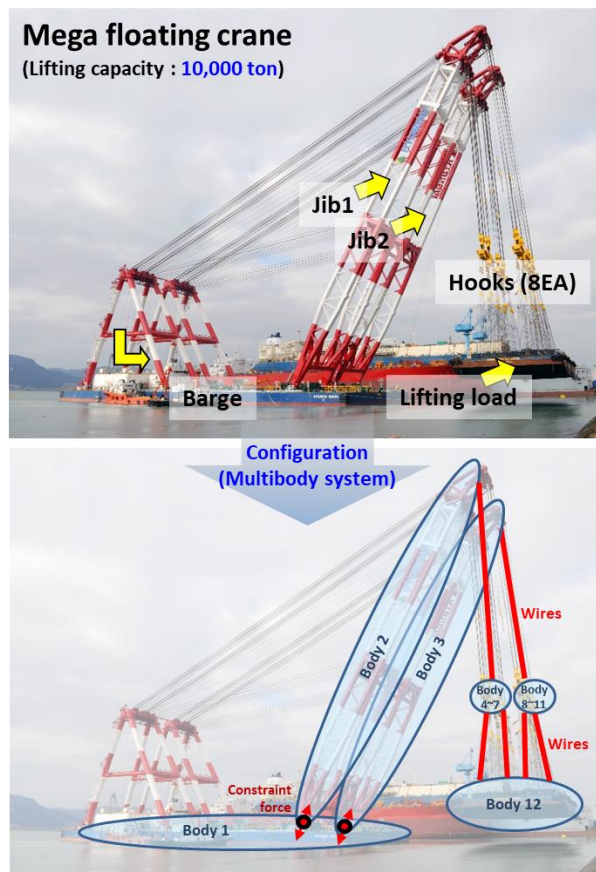 Mega floating crane
(Lifting capacity : 10,000 ton)
Jib1
Jib2
Hooks (8EA)
Barge
Lifting load
Configuration
(Multibody system)
Body 2
Body 3
Wires
Body
4~7
Body
8~11
Wires
Constraint
force
Body 12
Body 1